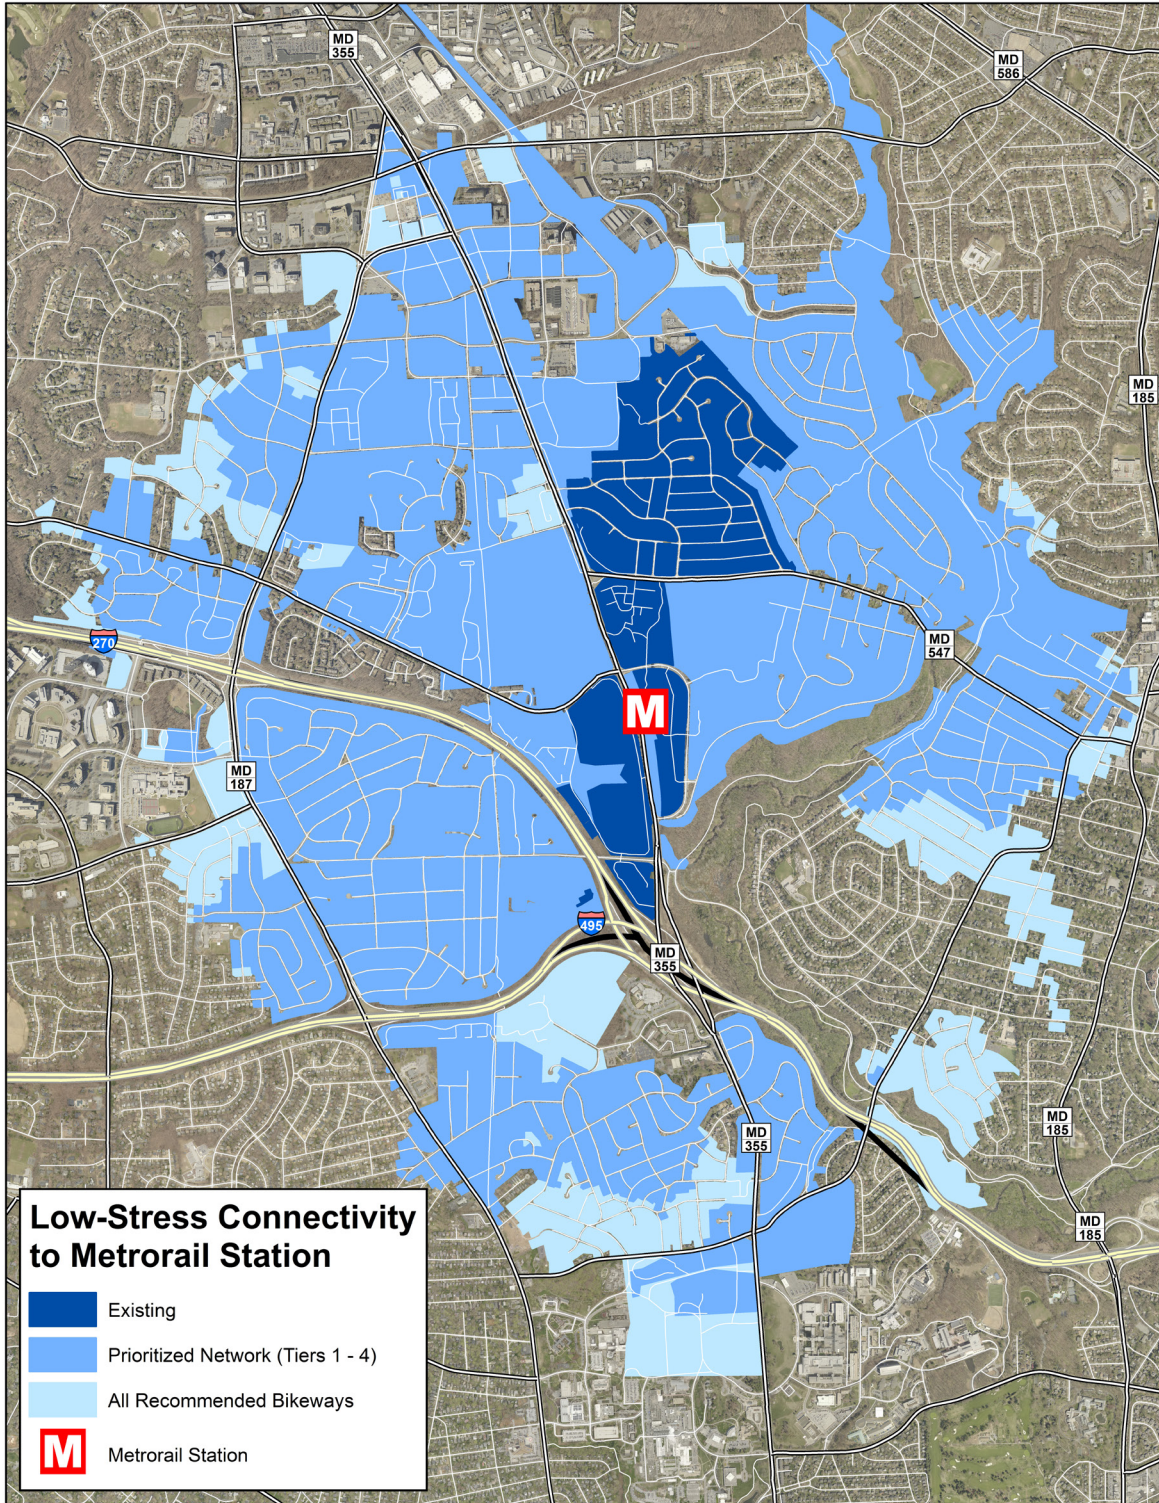 MD
355
MD
586
MD
185
270
MD
547
M
MD
187
495
MD
355
MD
355
MD
185
MD
185
Low-Stress Connectivity
to Metrorail Station
Existing
Prioritized Network (Tiers 1 - 4)
All Recommended Bikeways
M
Metrorail Station